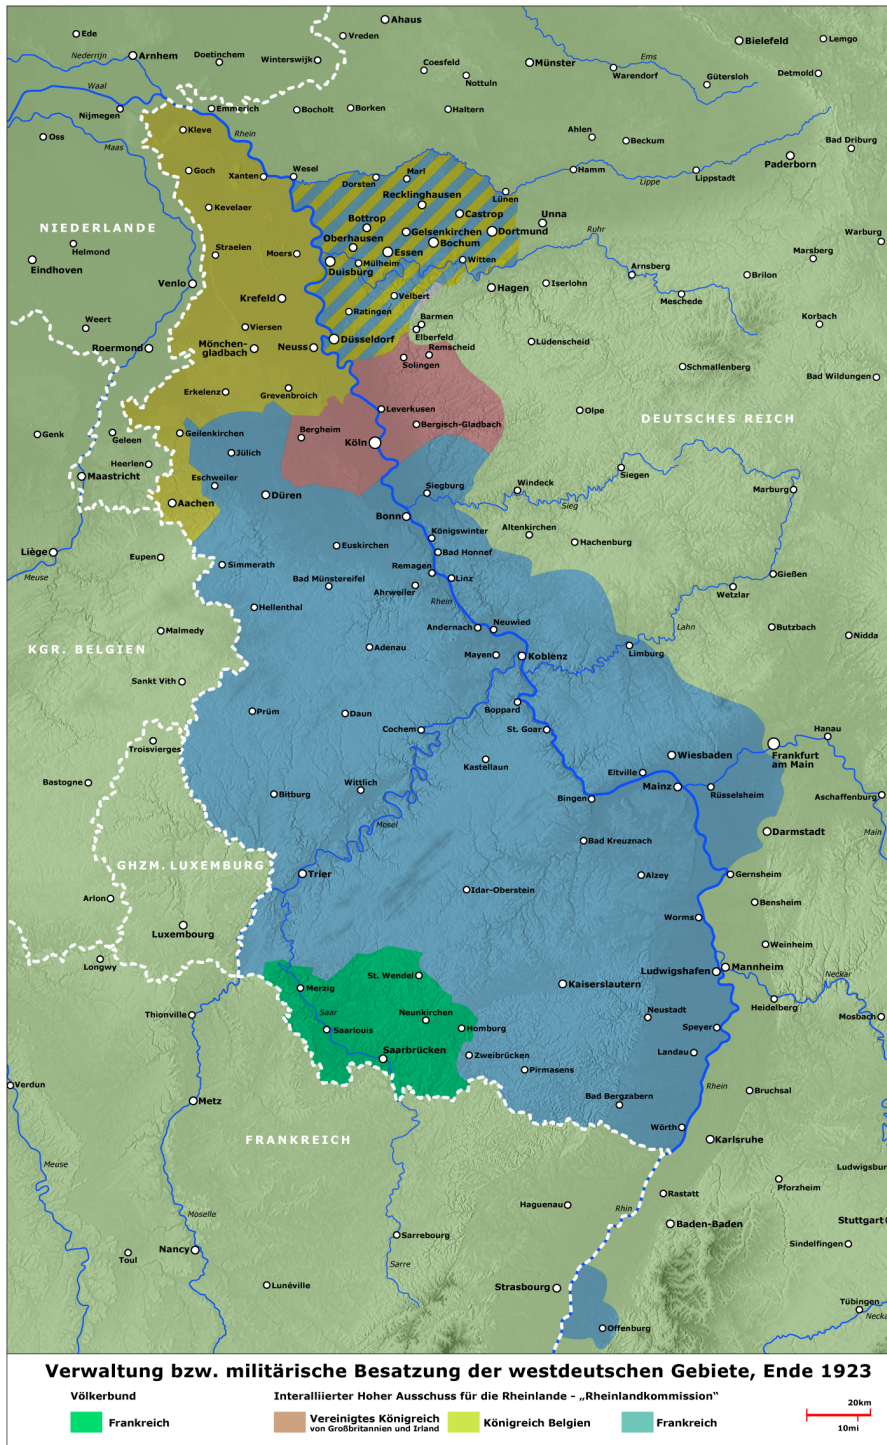 Ahaus
Ede
Vreden
Bielefeld
Lemgo
Nederrijn
Arnhem
Doetinchem
Winterswijk
Coesfeld
Münster
Ems
Nottuln
Warendorf
Gütersloh
Detmold
Waal
Nijmegen
Emmerich
Bocholt
Borken
Haltern
Oss
Maas
Kleve
Rhein
Ahlen
Beckum
Bad Driburg
Paderborn
Goch
Xanten
Wesel
Dorsten
Marl
Hamm
Lippe
Lippstadt
Kevelaer
Recklinghausen
Lünen
NIEDERLANDE
Helmond
Eindhoven
Straelen
Moers
Bottrop
Castrop
Unna
Oberhausen
Gelsenkirchen
Dortmund
Ruhr
Warburg
Bochum
Essen
Duisburg
Mülheim
Witten
Marsberg
Arnsberg
Brilon
Venlo
Krefeld
Velbert
Hagen
Iserlohn
Meschede
Weert
Viersen
Ratingen
Barmen
Elberfeld
Korbach
Roermond
Mönchen-
gladbach
Neuss
Düsseldorf
Remscheid
Solingen
Lüdenscheid
Schmallenberg
Bad Wildungen
Erkelenz
Grevenbroich
Leverkusen
Olpe
DEUTSCHES REICH
Genk
Geleen
Geilenkirchen
Bergheim
Bergisch-Gladbach
Köln
Heerlen
Jülich
Maastricht
Eschweiler
Düren
Siegburg
Windeck
Siegen
Marburg
Aachen
Sieg
Bonn
Altenkirchen
Königswinter
Hachenburg
Liège
Meuse
Eupen
Euskirchen
Bad Honnef
Simmerath
Bad Münstereifel
Remagen
Linz
Ahrweiler
Gießen
Wetzlar
Hellenthal
Rhein
Malmedy
Andernach
Neuwied
Lahn
Butzbach
Nidda
KGR. BELGIEN
Adenau
Mayen
Koblenz
Limburg
Sankt Vith
Prüm
Daun
Boppard
Cochem
St. Goar
Hanau
Troisvierges
Wiesbaden
Frankfurt
am Main
Bastogne
Kastellaun
Eltville
Mainz
Rüsselsheim
Bitburg
Wittlich
Bingen
Aschaffenburg
Mosel
Darmstadt
Main
Bad Kreuznach
GHZM. LUXEMBURG
Trier
Alzey
Gernsheim
Idar-Oberstein
Arlon
Bensheim
Luxembourg
Worms
Weinheim
Longwy
Ludwigshafen
Mannheim
Neckar
St. Wendel
Merzig
Kaiserslautern
Heidelberg
Thionville
Saar
Neunkirchen
Neustadt
Mosbach
Saarlouis
Homburg
Speyer
Saarbrücken
Zweibrücken
Landau
Pirmasens
Verdun
Metz
Rhein
Bruchsal
Bad Bergzabern
Wörth
Karlsruhe
FRANKREICH
Meuse
Ludwigsbur
Pforzheim
Moselle
Haguenau
Rhin
Rastatt
Baden-Baden
Stuttgart
Nancy
Toul
Sarrebourg
Sindelfingen
Sarre
Lunéville
Strasbourg
Tübingen
Necka
Offenburg
Verwaltung bzw. militärische Besatzung der westdeutschen Gebiete, Ende 1923
Völkerbund
Interalliierter Hoher Ausschuss für die Rheinlande - „Rheinlandkommission“
20km
Frankreich
Vereinigtes Königreich
von Großbritannien und Irland
Königreich Belgien
Frankreich
10mi